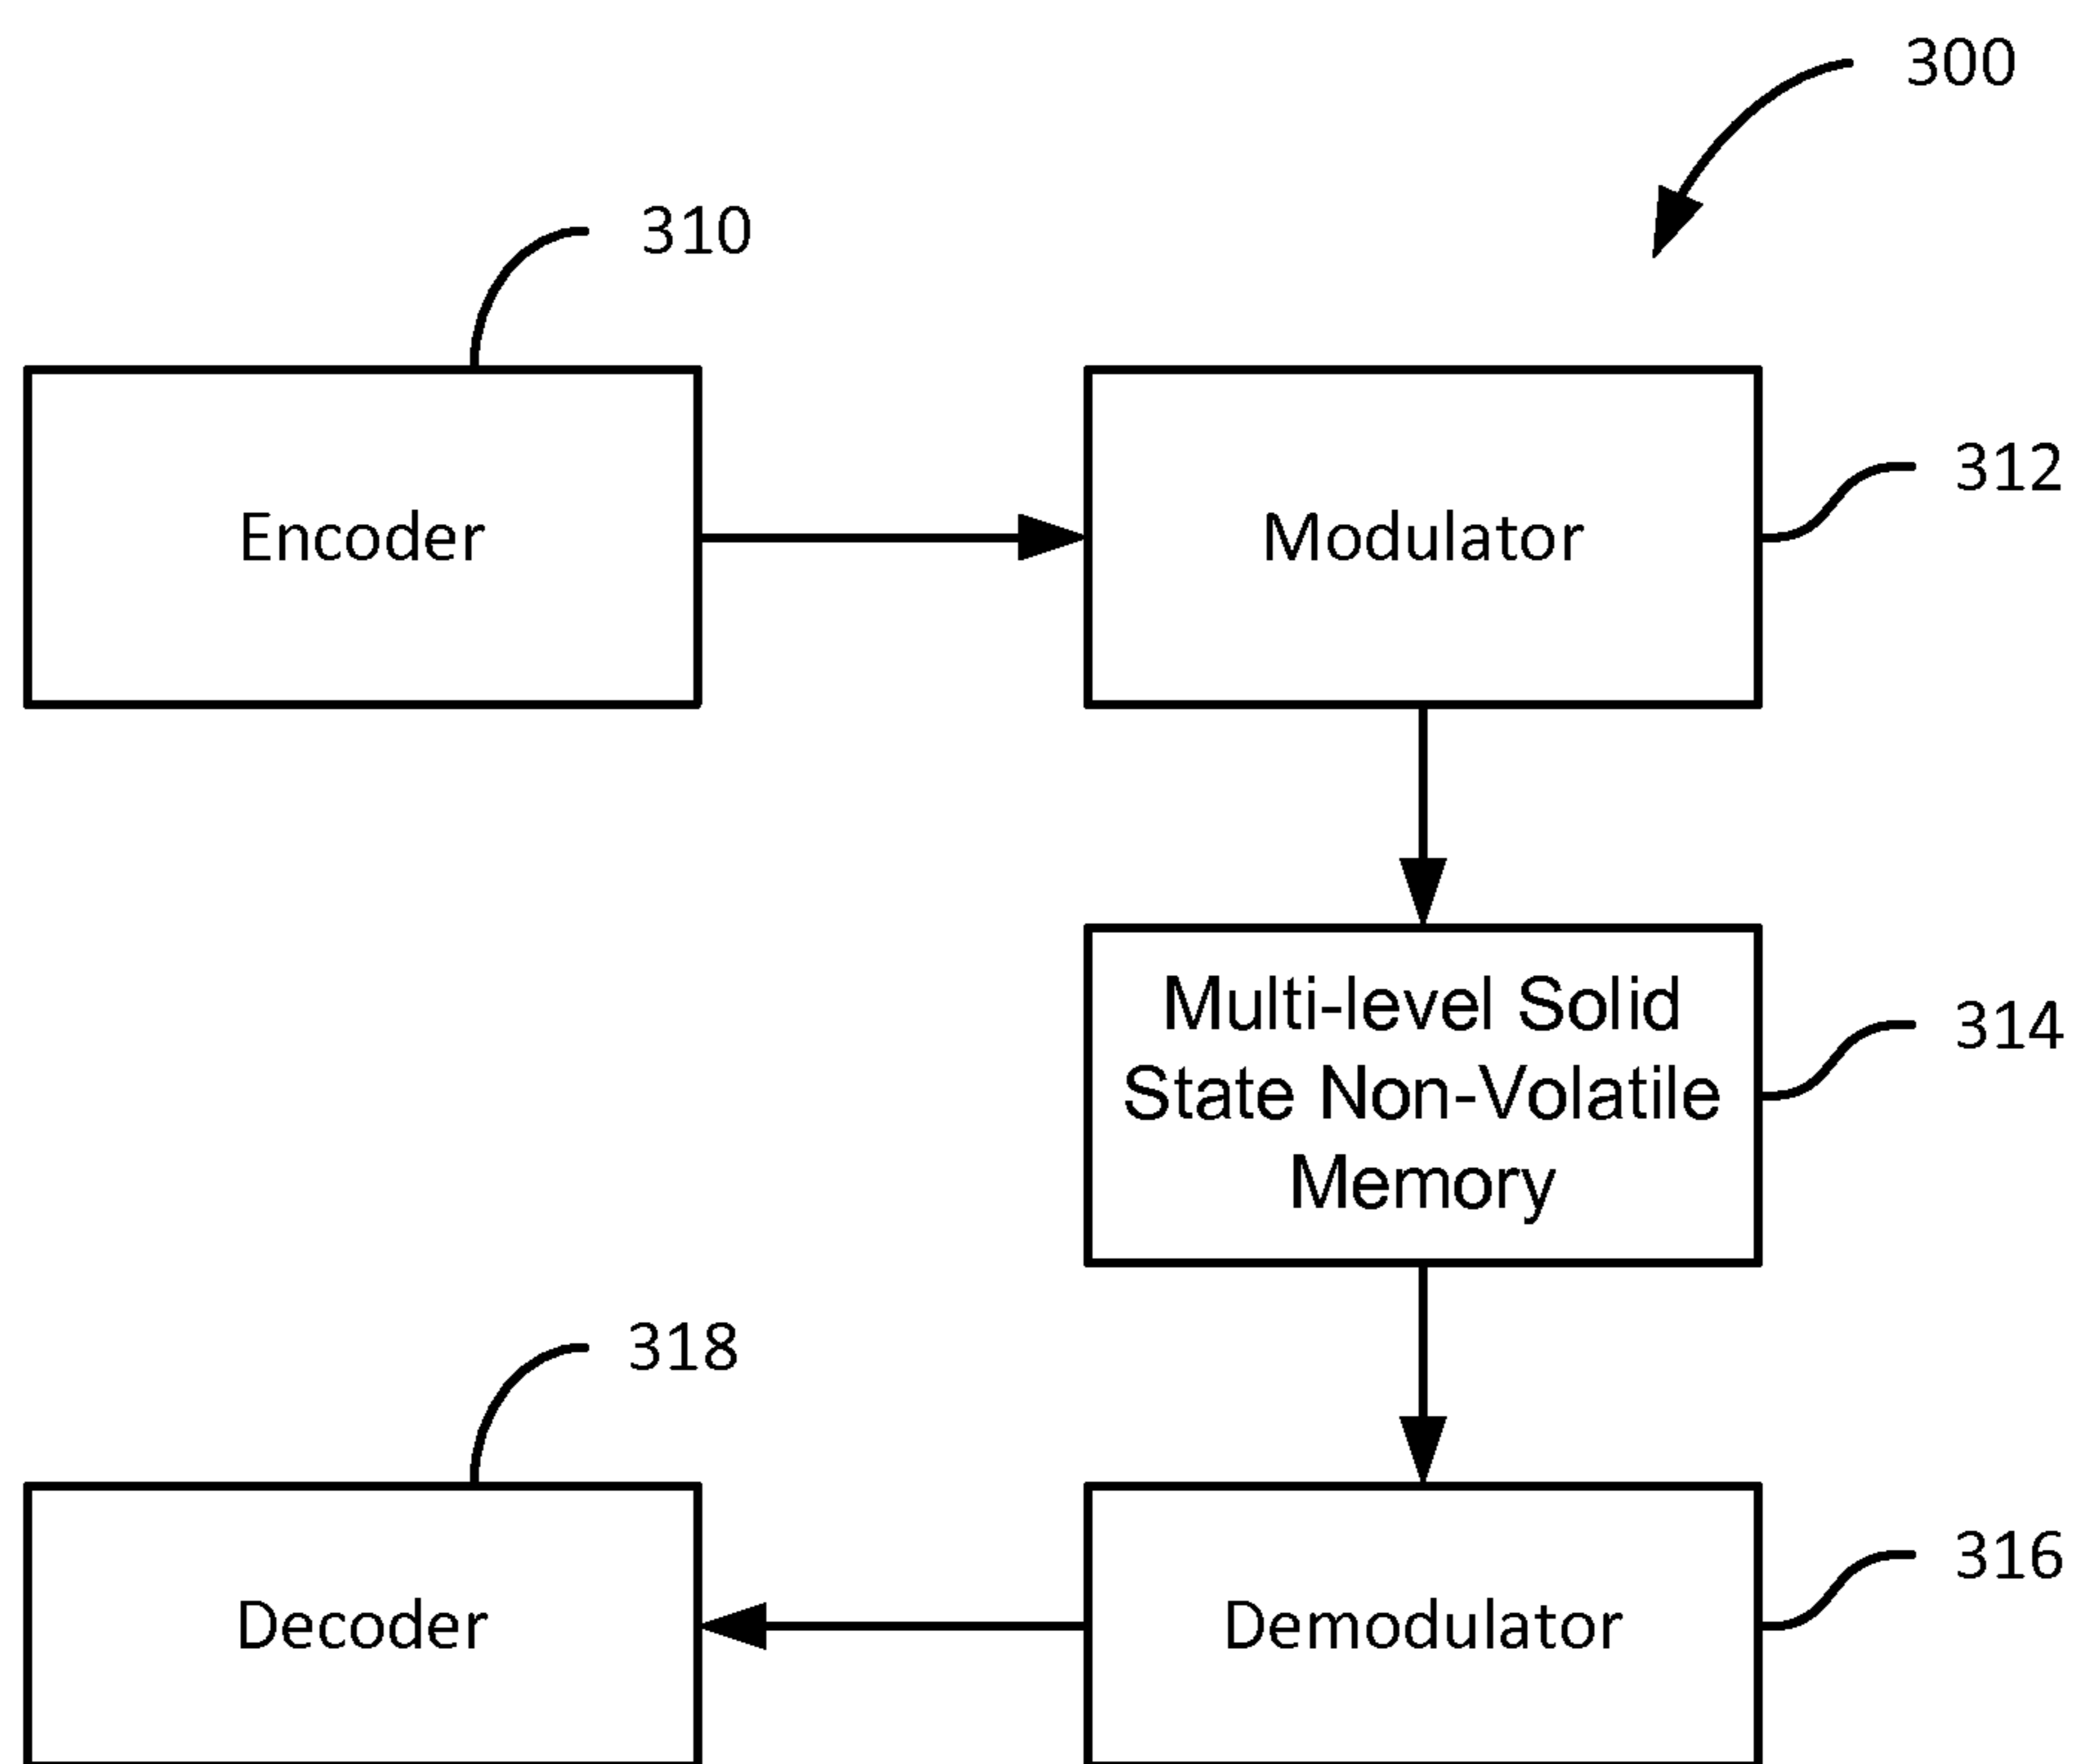 300
310
Encoder
Modulator
312
Multi-level Solid
State Non-Volatile
Memory
314
318
Decoder
Demodulator
316